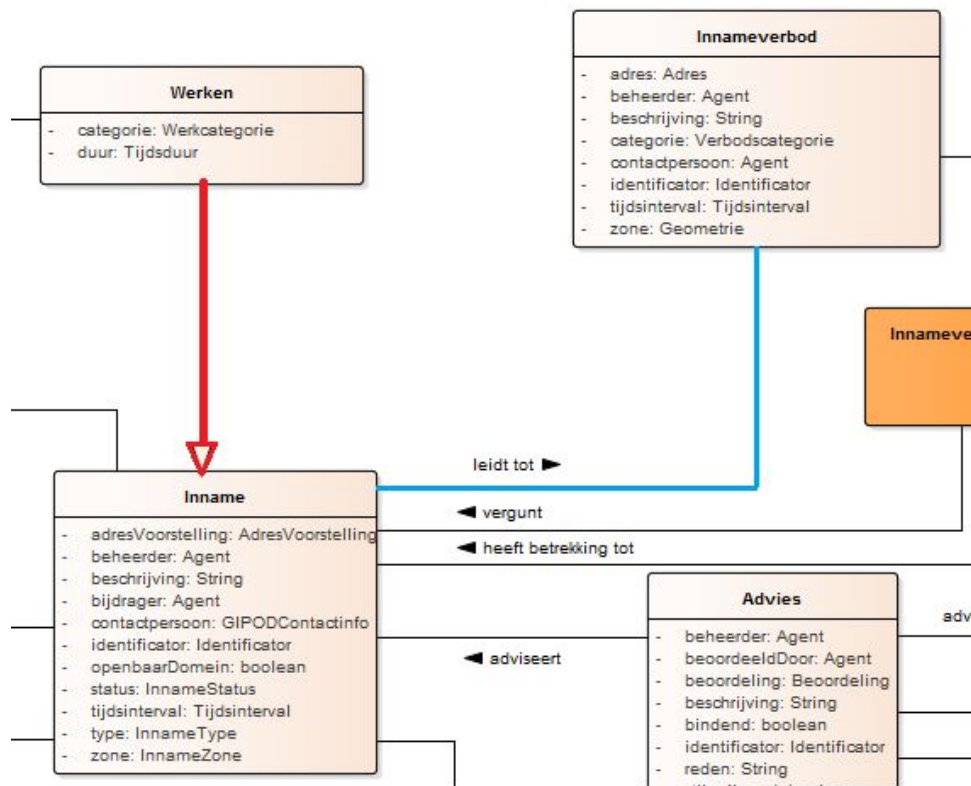 Werken
- categorie: Werkcategorie
- duur: Tijdsduur
Innameverbod
- adres: Adres
- beheerder: Agent
- beschrijving: String
- categorie: Verbodscategorie
- contactpersoon: Agent
- identificator: Identificator
- tijdsinterval: Tijdsinterval
- zone: Geometrie
Innameve
leidt tot ►
◄ vergunt
◄ heeft betrekking tot
◄ adviseert
Inname
- adresVoorstelling: AdresVoorstelling
- beheerder: Agent
- beschrijving: String
- bijdrager: Agent
- contactpersoon: GIPODContactinfo
- identificator: Identificator
- openbaarDomein: boolean
- status: InnameStatus
- tijdsinterval: Tijdsinterval
- type: InnameType
- zone: InnameZone
Advies
- beheerder: Agent
- beoordeeldDoor: Agent
- beoordeling: Beoordeling
- beschrijving: String
- bindend: boolean
- identificator: Identificator
- reden: String
adv